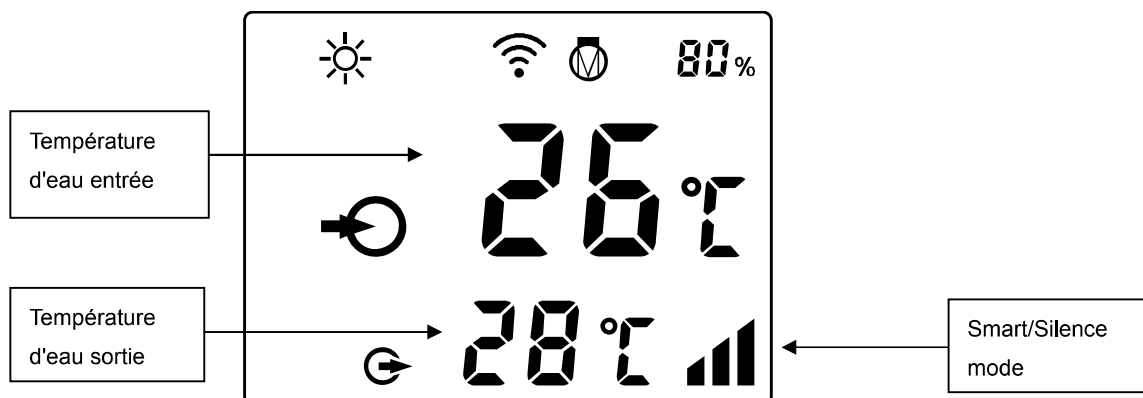 80%
Température
d'eau entrée
26°C
Température
d'eau sortie
28°C
Smart/Silence
mode